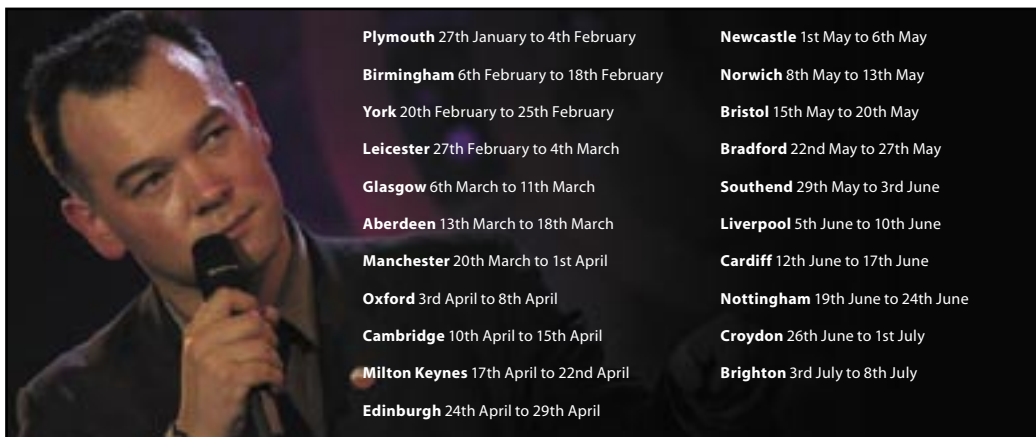 Plymouth 27th January to 4th February
Birmingham 6th February to 18th February
York 20th February to 25th February
Leicester 27th February to 4th March
Glasgow 6th March to 11th March
Aberdeen 13th March to 18th March
Manchester 20th March to 1st April
Oxford 3rd April to 8th April
Cambridge 10th April to 15th April
Milton Keynes 17th April to 22nd April
Edinburgh 24th April to 29th April
Newcastle 1st May to 6th May
Norwich 8th May to 13th May
Bristol 15th May to 20th May
Bradford 22nd May to 27th May
Southend 29th May to 3rd June
Liverpool 5th June to 10th June
Cardiff 12th June to 17th June
Nottingham 19th June to 24th June
Croydon 26th June to 1st July
Brighton 3rd July to 8th July